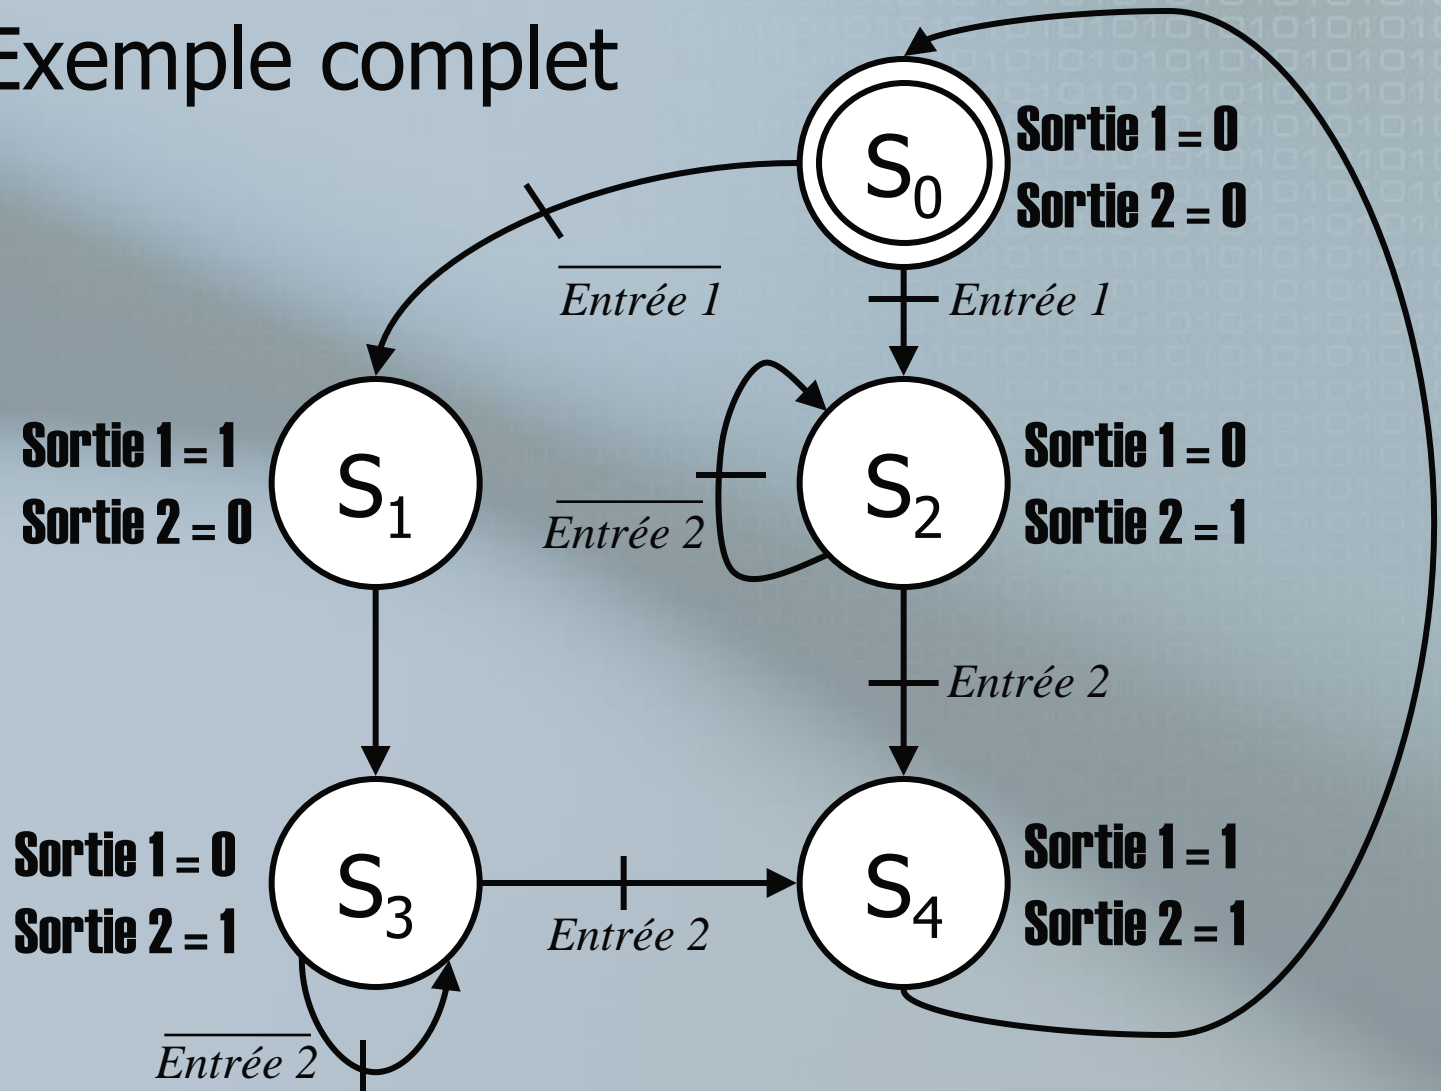 Exemple complet
S0
Sortie 1 = 0
Sortie 2 = 0
Entrée 1
Entrée 1
Sortie 1 = 1
Sortie 2 = 0
S1
Entrée 2
S2
Sortie 1 = 0
Sortie 2 = 1
Entrée 2
Sortie 1 = 0
Sortie 2 = 1
S3
Entrée 2
S4
Sortie 1 = 1
Sortie 2 = 1
Entrée 2